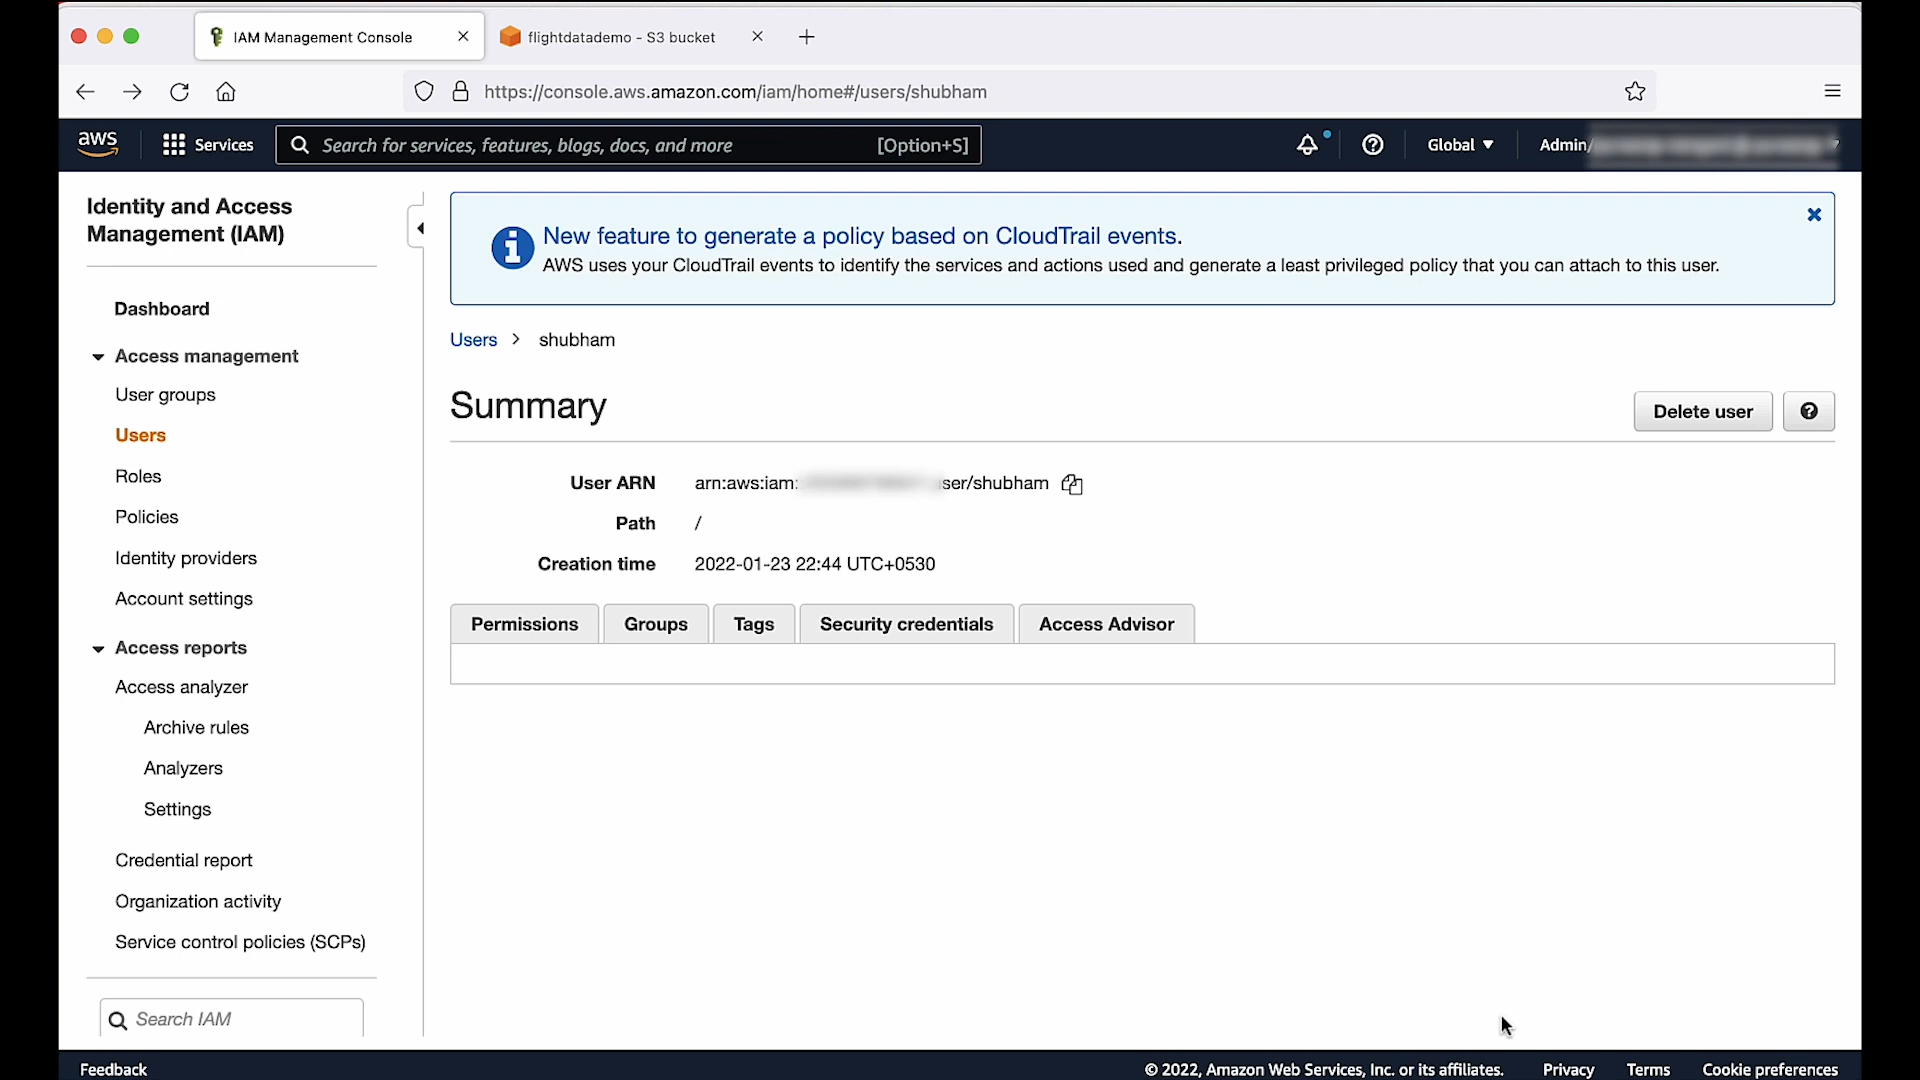 IAM Management Console
flightdatademo - S3 bucket
https://console.aws.amazon.com/iam/home#/users/shubham
aws
Services
Search for services, features, blogs, docs, and more
[Option+S]
Global
Admin/
Identity and Access
Management (IAM)
Dashboard
Access management
User groups
Users
Roles
Policies
Identity providers
Account settings
Access reports
Access analyzer
Archive rules
Analyzers
Settings
Credential report
Organization activity
Service control policies (SCPs)
Search IAM
New feature to generate a policy based on CloudTrail events.
AWS uses your CloudTrail events to identify the services and actions used and generate a least privileged policy that you can attach to this user.
Users > shubham
Summary
Delete user
User ARN arn:aws:iam: ser/shubham
Path /
Creation time 2022-01-23 22:44 UTC+0530
Permissions
Groups
Tags
Security credentials
Access Advisor
Feedback
© 2022, Amazon Web Services, Inc. or its affiliates.
Privacy
Terms
Cookie preferences